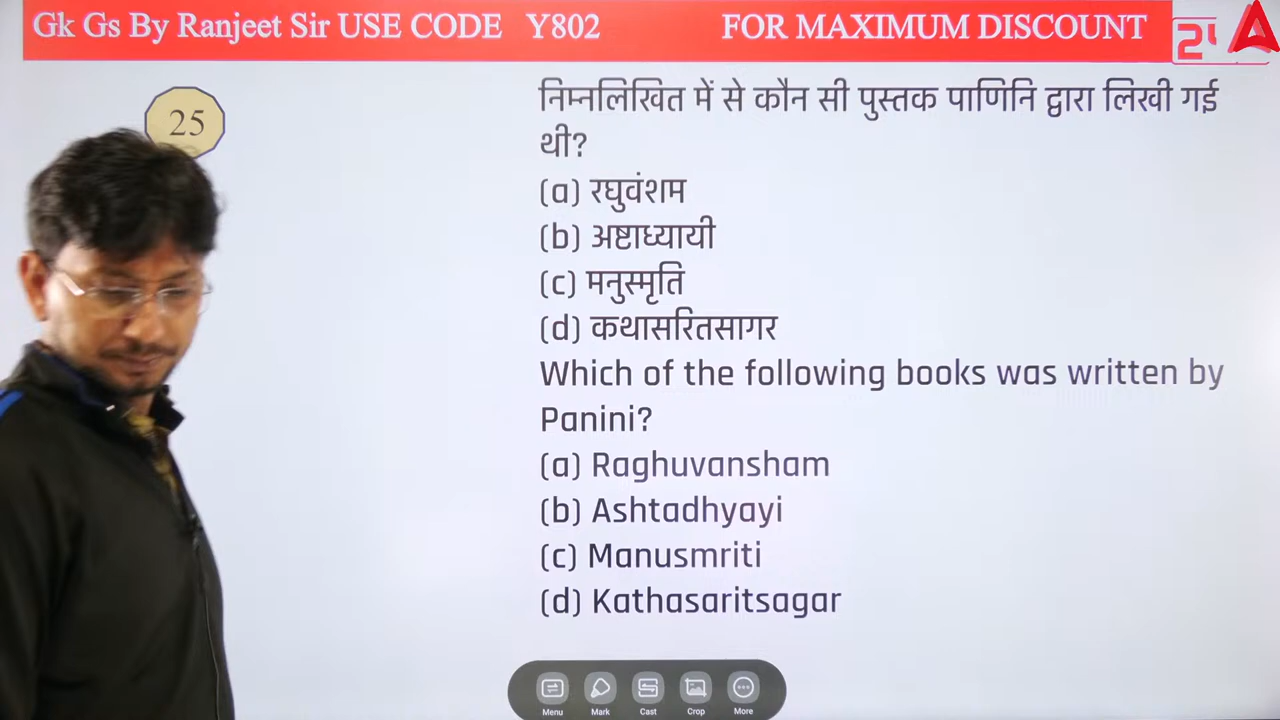 Gk Gs By Ranjeet Sir USE CODE Y802 FOR MAXIMUM DISCOUNT
25
निम्नलिखित में से कौन सी पुस्तक पाणिनि द्वारा लिखी गई
थी?
(a) रघुवंशम
(b) अष्टाध्यायी
(c) मनुस्मृति
(d) कथासरितसागर
Which of the following books was written by
Panini?
(a) Raghuvansham
(b) Ashtadhyayi
(c) Manusmriti
(d) Kathasaritsagar
Menu Mark Cast Crop More